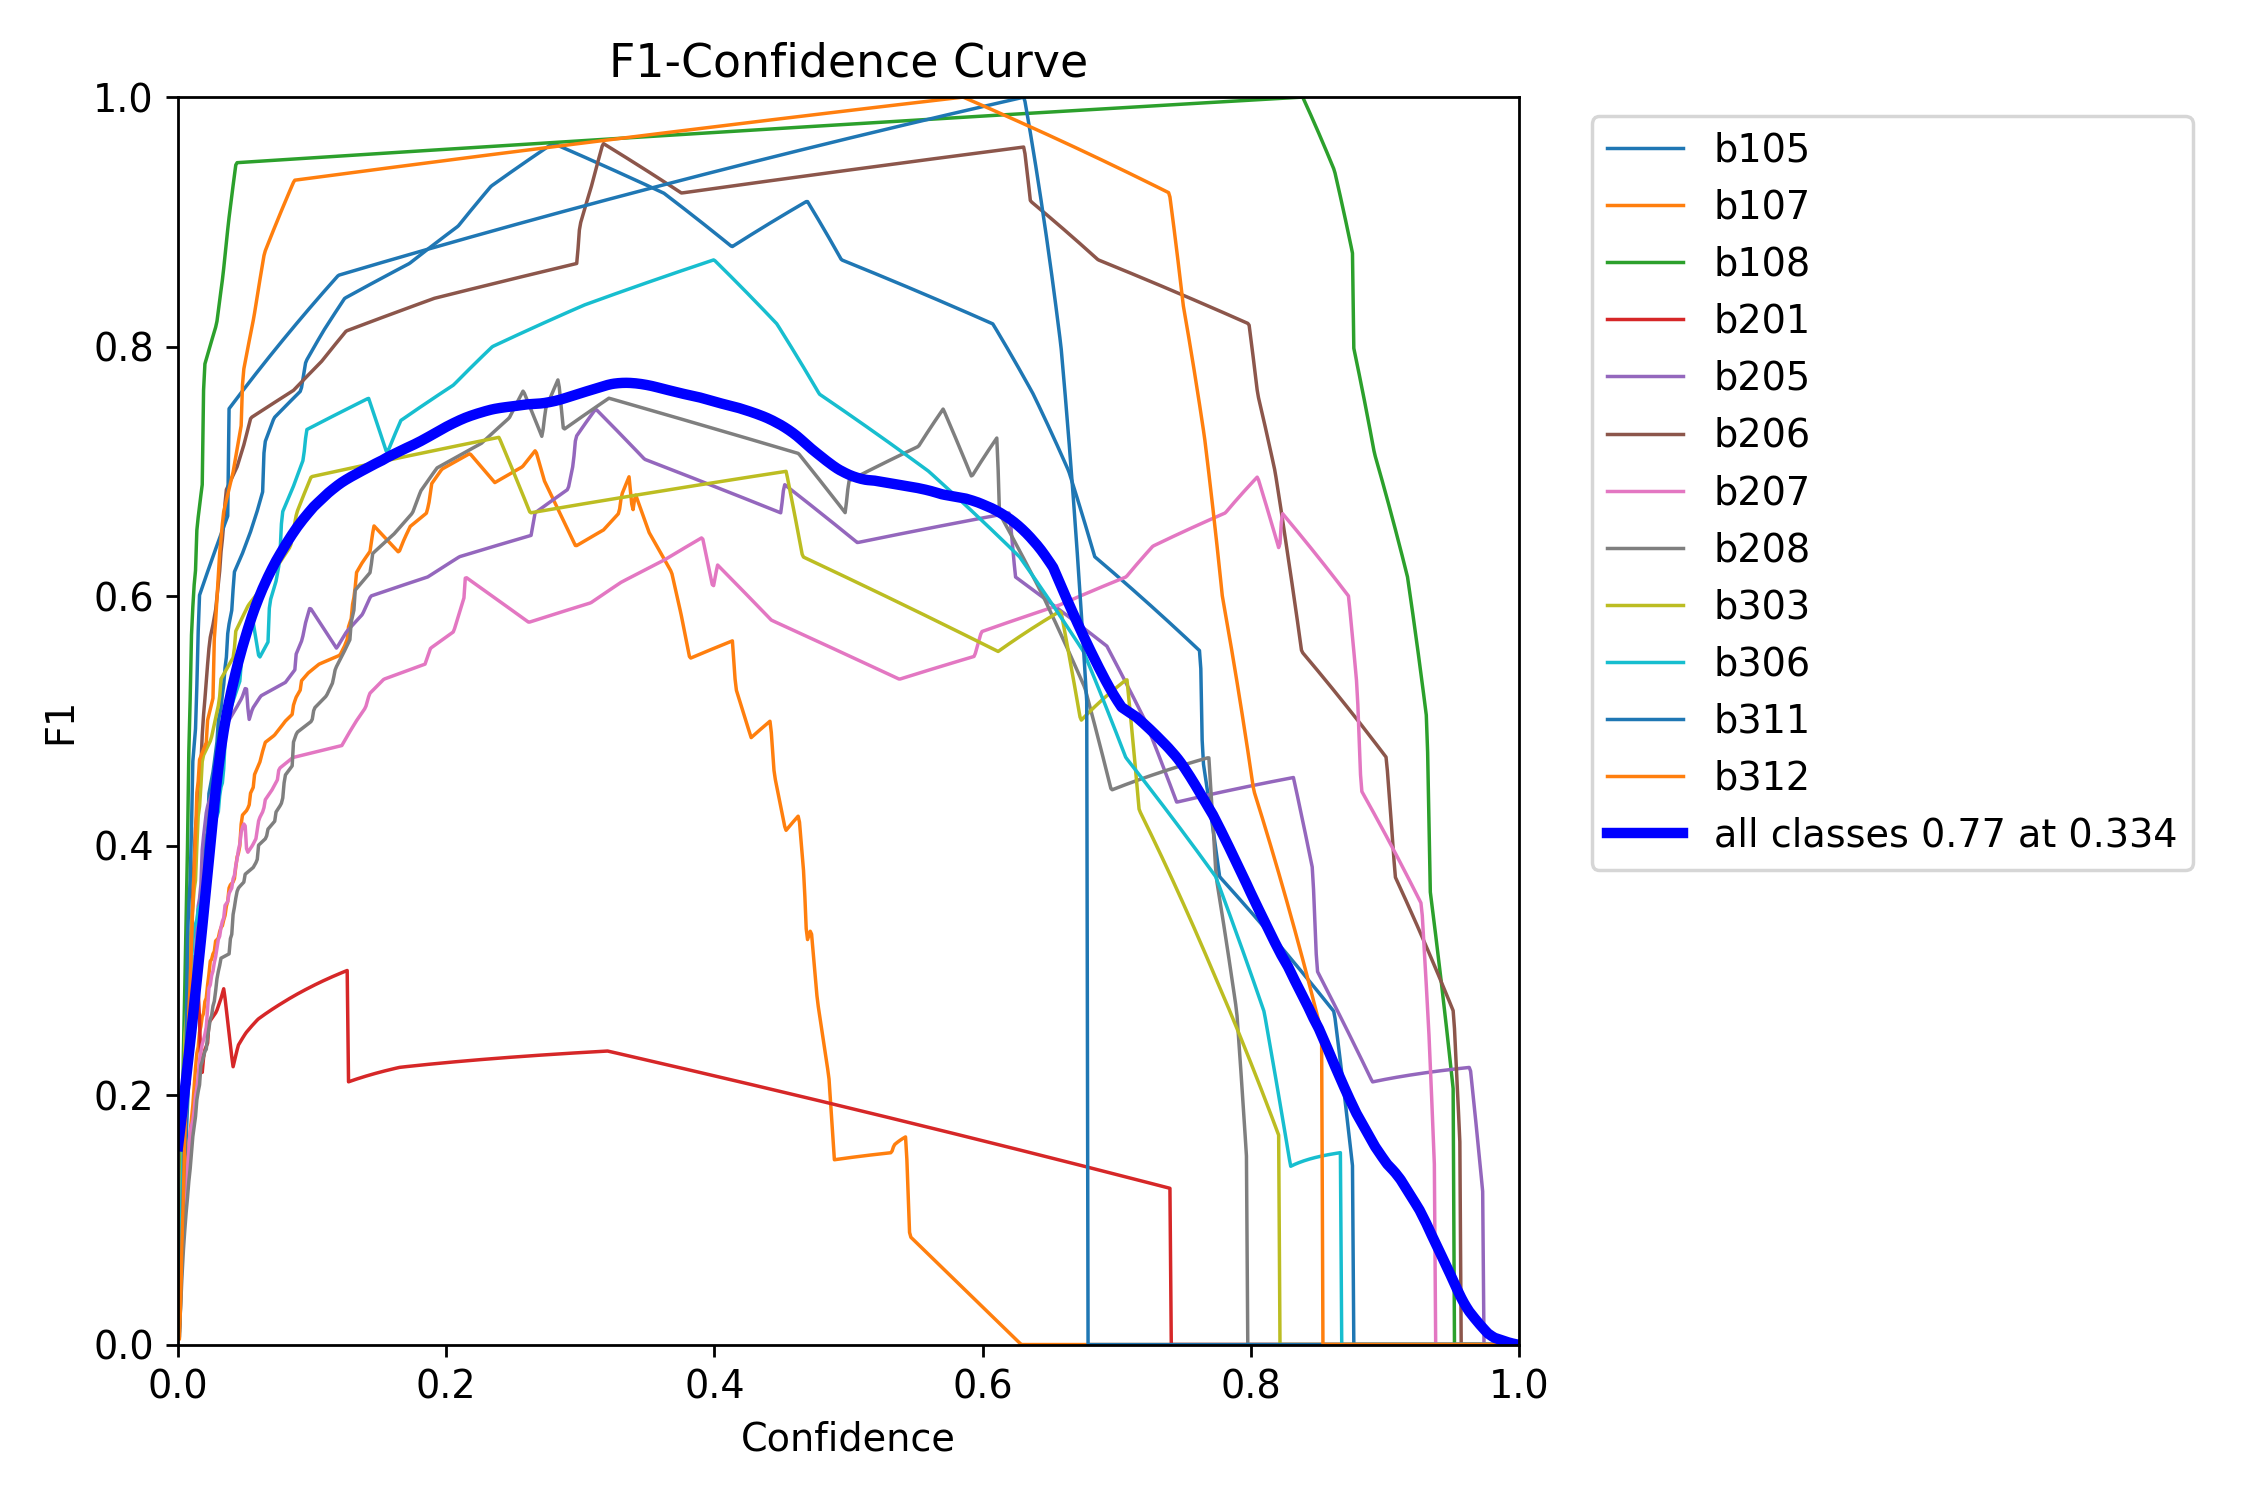 F1-Confidence Curve
1.0
0.8
0.6
0.4
0.2
0.0
F1
0.0 0.2 0.4 0.6 0.8 1.0
Confidence
b105
b107
b108
b201
b205
b206
b207
b208
b303
b306
b311
b312
all classes 0.77 at 0.334